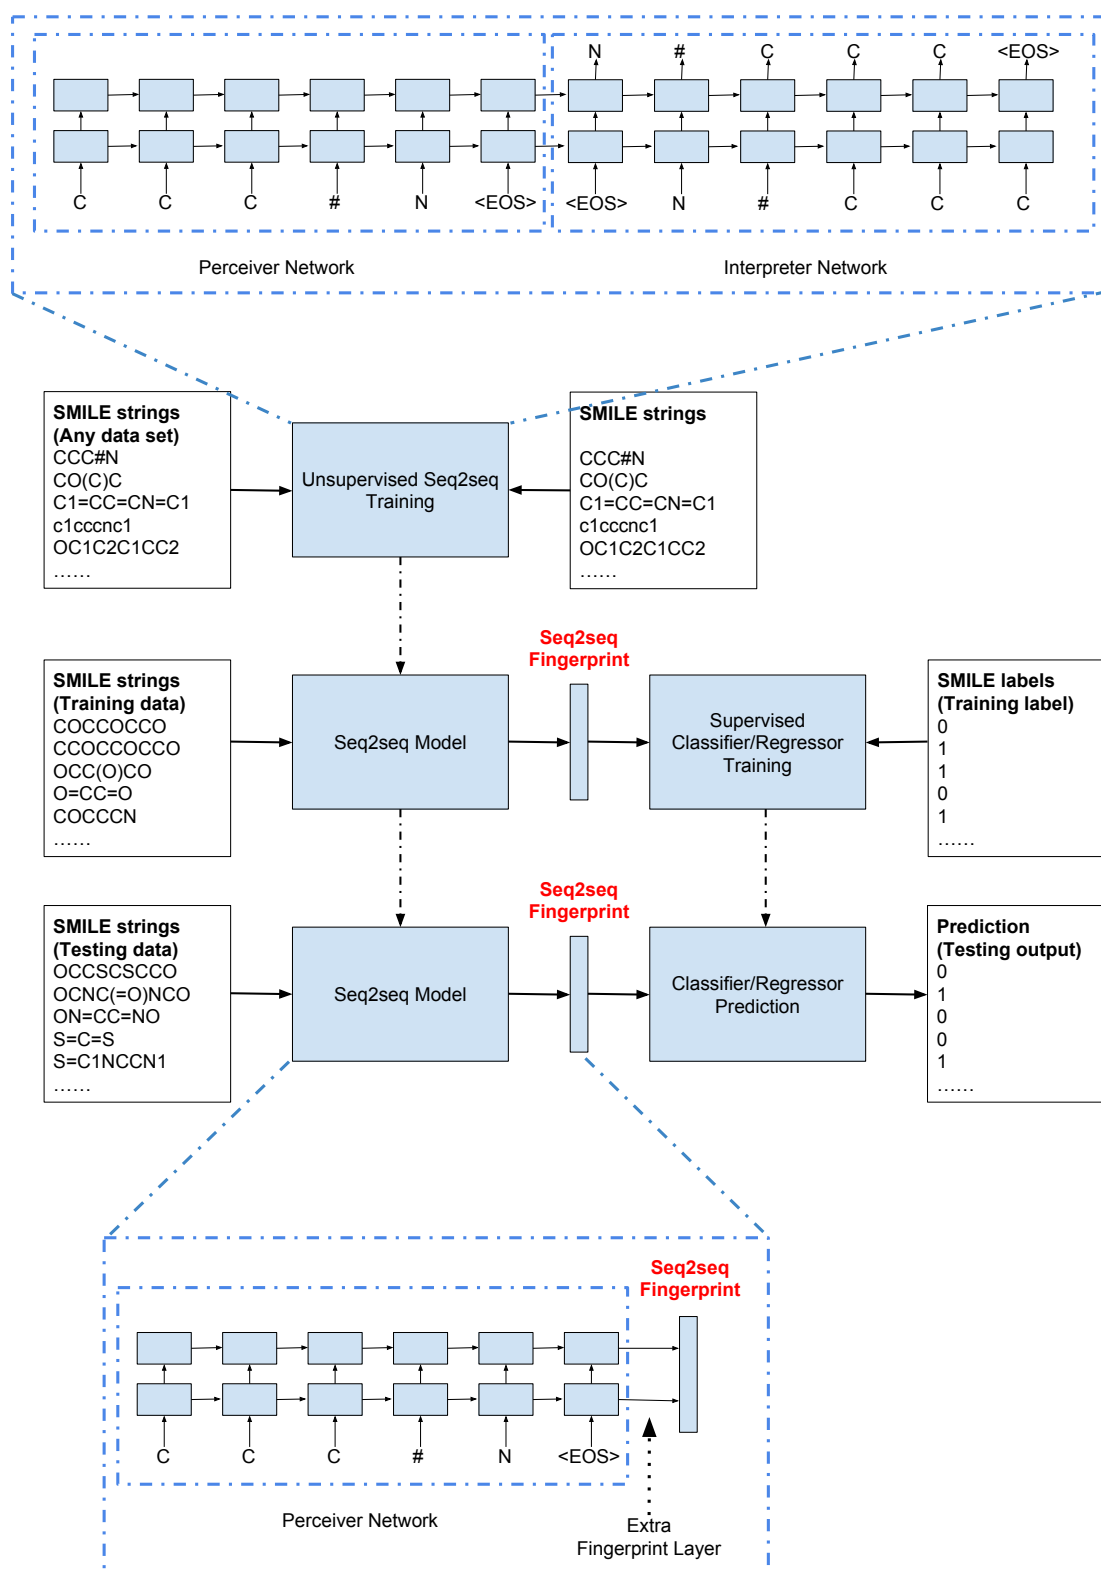 N # C C C <EOS>
C C C # N <EOS> <EOS> N # C C C
Perceiver Network
Interpreter Network
SMILE strings
(Any data set)
CCC#N
CO(C)C
C1=CC=CN=C1
c1cccnc1
OC1C2C1CC2
......
Unsupervised Seq2seq
Training
SMILE strings
CCC#N
CO(C)C
C1=CC=CN=C1
c1cccnc1
OC1C2C1CC2
......
SMILE strings
(Training data)
COCCOCCO
CCOCCOCCO
OCC(O)CO
O=CC=O
COCCCN
......
Seq2seq Model
Seq2seq
Fingerprint
Supervised
Classifier/Regressor
Training
SMILE labels
(Training label)
0
1
1
0
1
......
SMILE strings
(Testing data)
OCCSCSCCO
OCNC(=O)NCO
ON=CC=NO
S=C=S
S=C1NCCN1
......
Seq2seq Model
Seq2seq
Fingerprint
Classifier/Regressor
Prediction
Prediction
(Testing output)
0
1
0
0
1
......
Seq2seq
Fingerprint
C C C # N <EOS>
Perceiver Network
Extra
Fingerprint Layer